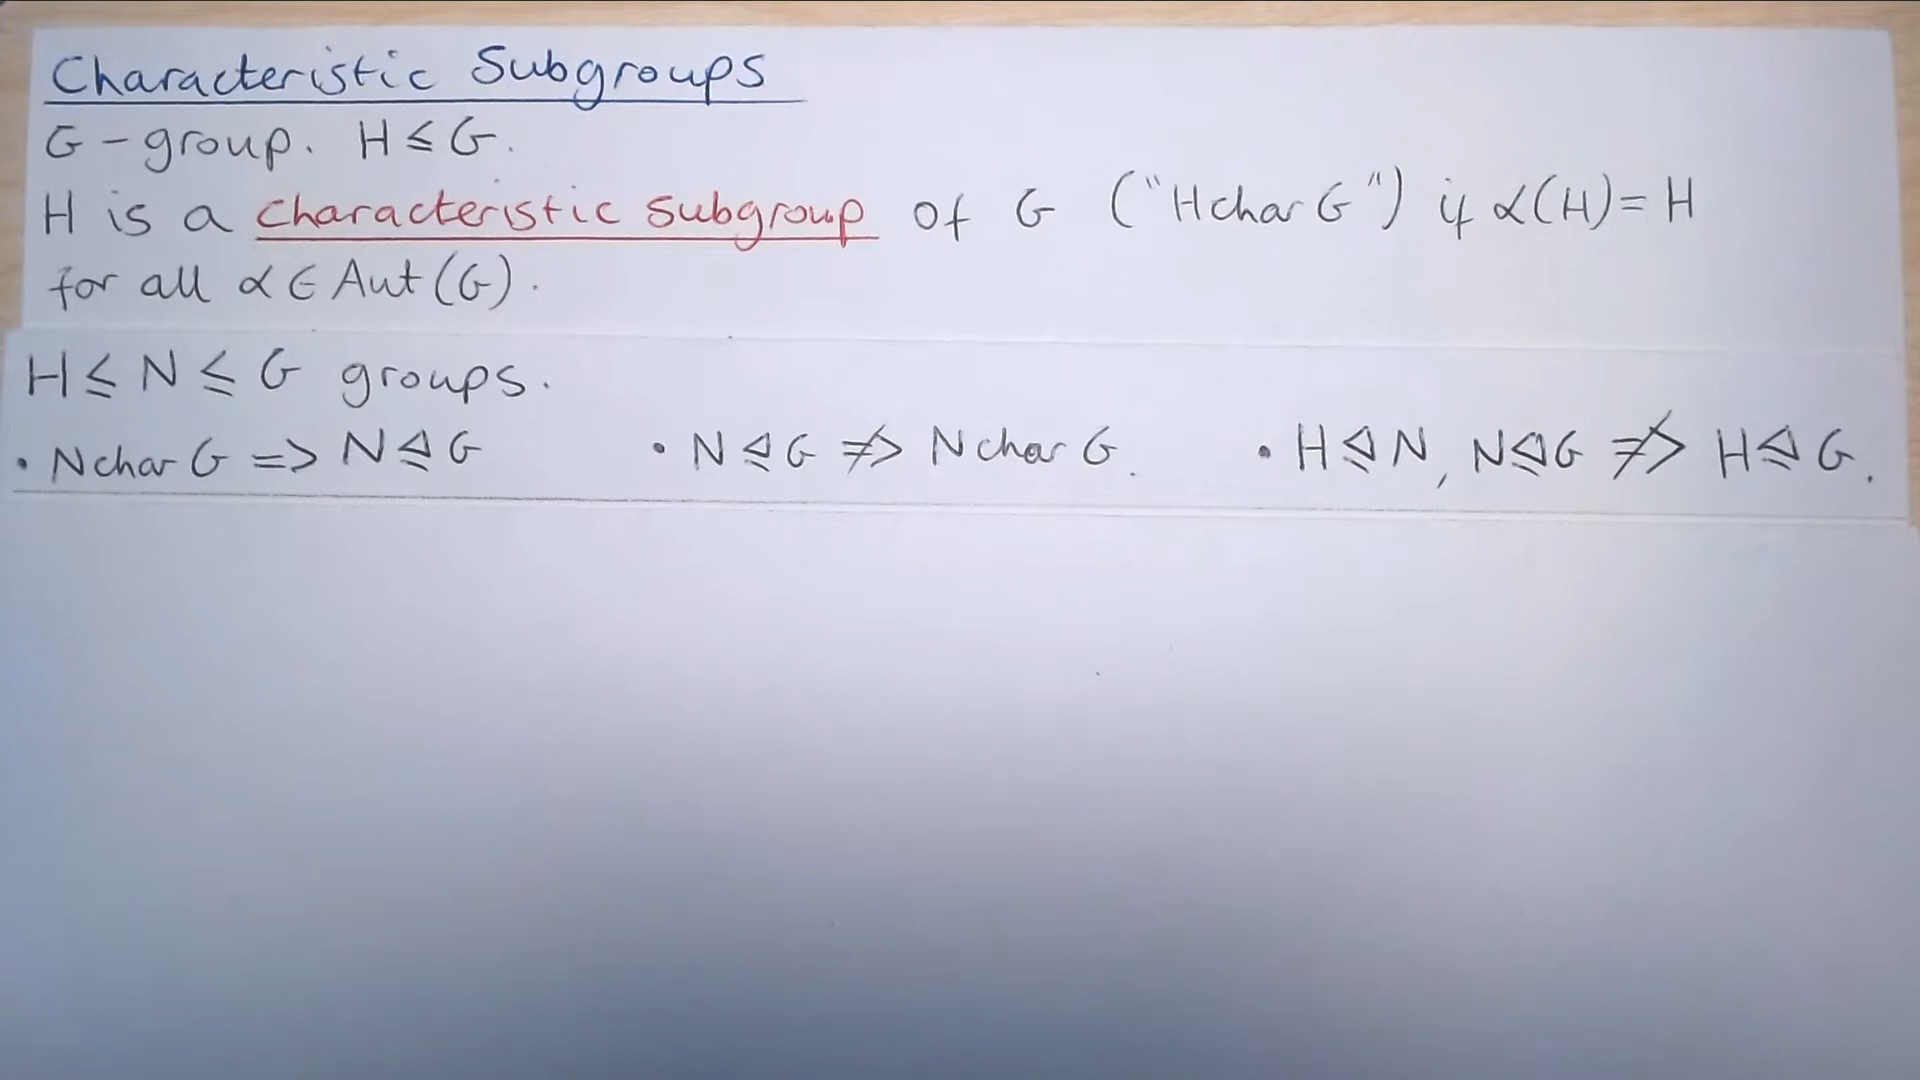 Characteristic Subgroups
G - group. H ≤ G.
H is a characteristic subgroup of G ("H char G") if α(H) = H
for all α ∈ Aut(G).
H ≤ N ≤ G groups.
• N char G => N ⊴ G • N ⊴ G ≠> N char G. • H ⊴ N, N ⊴ G ≠> H ⊴ G.